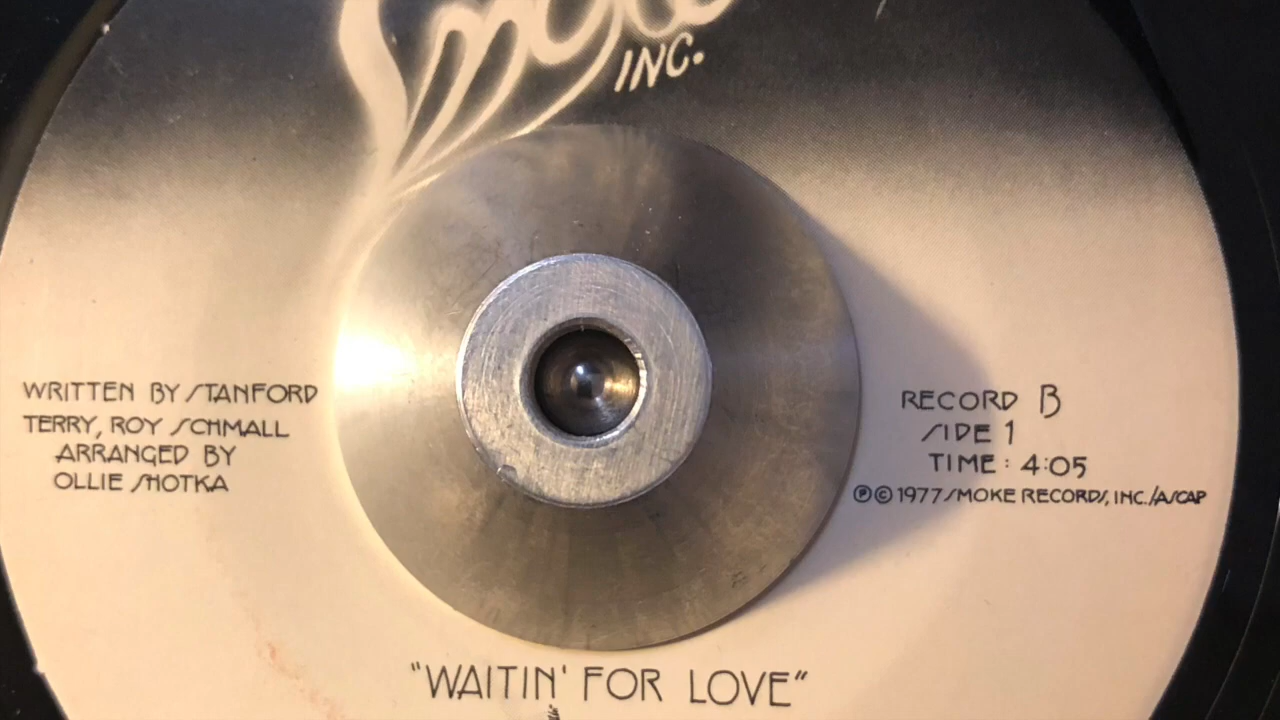 Smoke
INC.
WRITTEN BY STANFORD
TERRY, ROY SCHMALL
ARRANGED BY
OLLIE SHOTKA
RECORD B
SIDE 1
TIME: 4:05
℗©1977 SMOKE RECORDS, INC./ASCAP
"WAITIN' FOR LOVE"